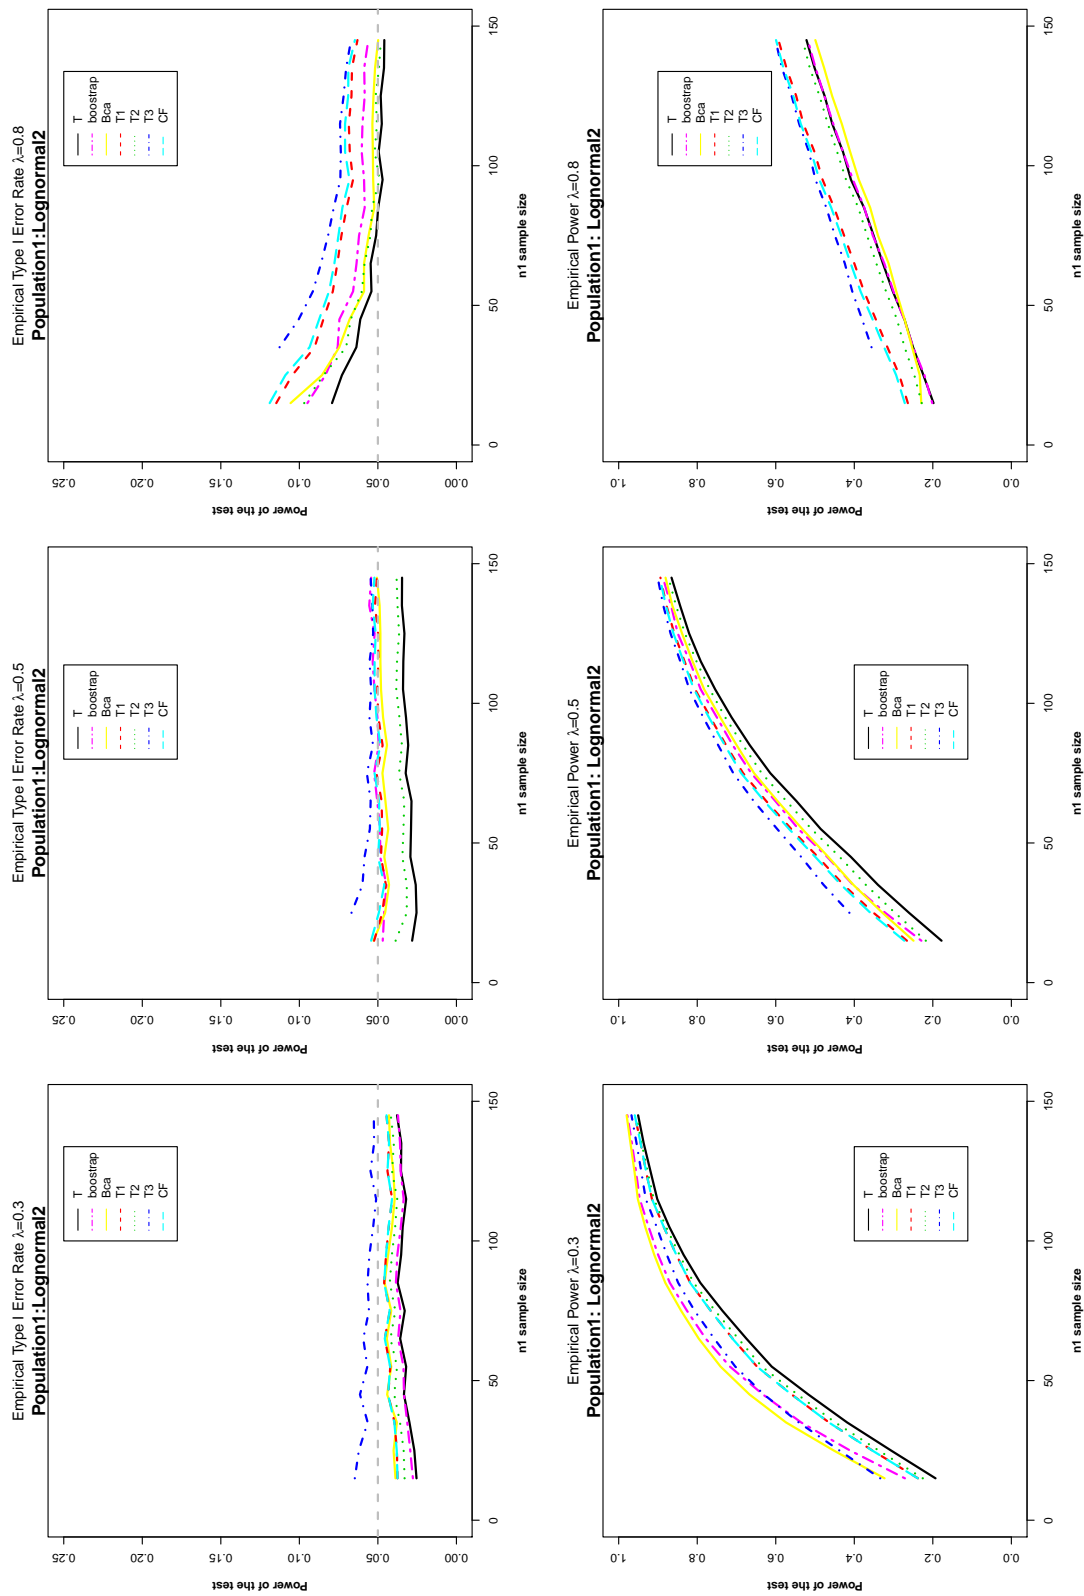 Empirical Type I Error Rate λ=0.3
Population1:Lognormal2
Power of the test
0.25
0.20
0.15
0.10
0.05
0.00
T
boostrap
Bca
T1
T2
T3
CF
0
50
100
150
n1 sample size
Empirical Type I Error Rate λ=0.5
Population1:Lognormal2
Power of the test
0.25
0.20
0.15
0.10
0.05
0.00
T
boostrap
Bca
T1
T2
T3
CF
0
50
100
150
n1 sample size
Empirical Type I Error Rate λ=0.8
Population1:Lognormal2
Power of the test
0.25
0.20
0.15
0.10
0.05
0.00
T
boostrap
Bca
T1
T2
T3
CF
0
50
100
150
n1 sample size
Empirical Power λ=0.3
Population1: Lognormal2
Power of the test
1.0
0.8
0.6
0.4
0.2
0.0
T
boostrap
Bca
T1
T2
T3
CF
0
50
100
150
n1 sample size
Empirical Power λ=0.5
Population1: Lognormal2
Power of the test
1.0
0.8
0.6
0.4
0.2
0.0
T
boostrap
Bca
T1
T2
T3
CF
0
50
100
150
n1 sample size
Empirical Power λ=0.8
Population1: Lognormal2
Power of the test
1.0
0.8
0.6
0.4
0.2
0.0
T
boostrap
Bca
T1
T2
T3
CF
0
50
100
150
n1 sample size